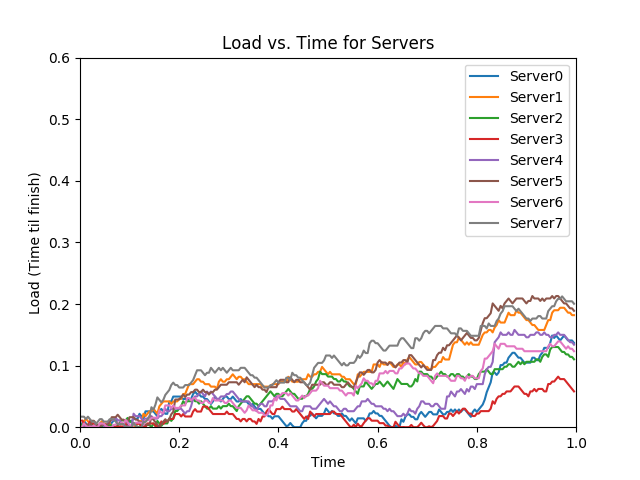 Load vs. Time for Servers
Load (Time til finish)
0.6
0.5
0.4
0.3
0.2
0.1
0.0
Server0
Server1
Server2
Server3
Server4
Server5
Server6
Server7
0.0 0.2 0.4 0.6 0.8 1.0
Time